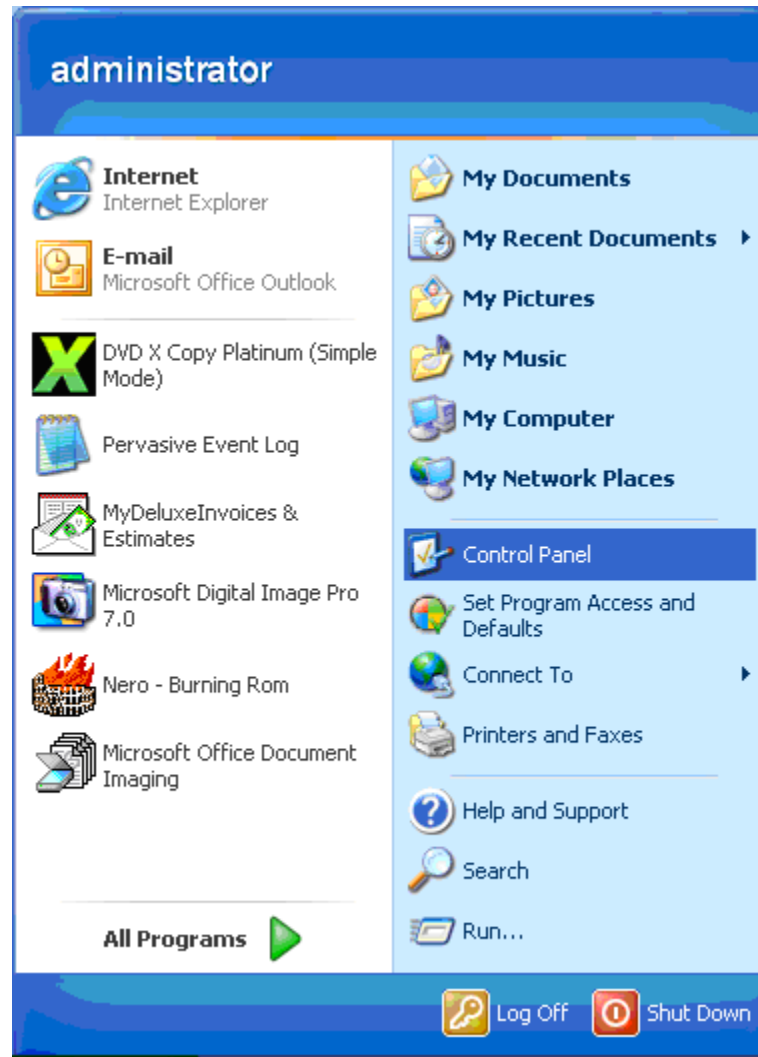 administrator
Internet
Internet Explorer
E-mail
Microsoft Office Outlook
DVD X Copy Platinum (Simple
Mode)
Pervasive Event Log
MyDeluxeInvoices &
Estimates
Microsoft Digital Image Pro
7.0
Nero - Burning Rom
Microsoft Office Document
Imaging
All Programs
My Documents
My Recent Documents
My Pictures
My Music
My Computer
My Network Places
Control Panel
Set Program Access and
Defaults
Connect To
Printers and Faxes
Help and Support
Search
Run...
Log Off
Shut Down